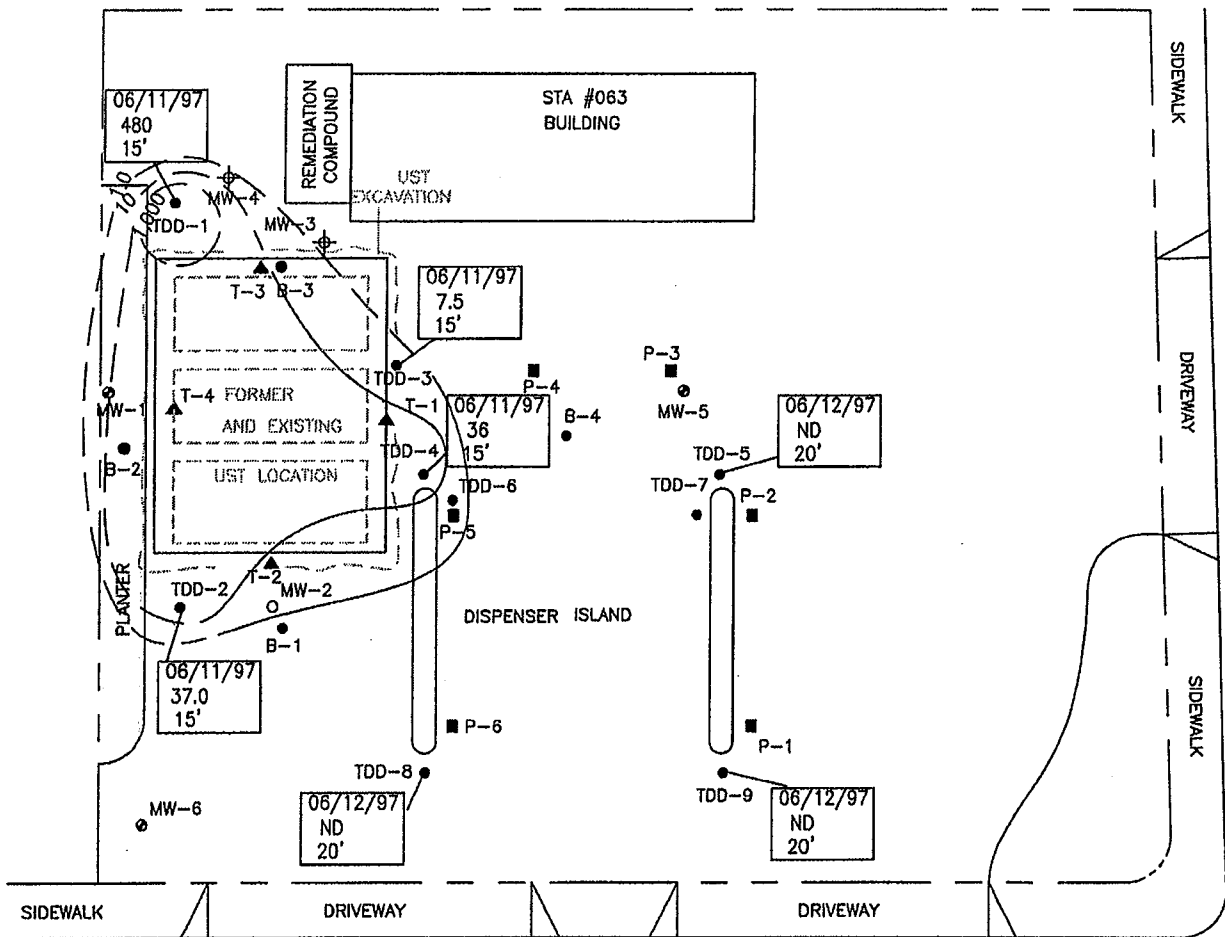 SIDEWALK
06/11/97
480
15'
REMEDIATION
COMPOUND
STA #063
BUILDING
UST
EXCAVATION
MW-4
1.0
10
TDD-1
MW-3
T-3
B-3
06/11/97
7.5
15'
TDD-3
P-4
P-3
MW-5
DRIVEWAY
MW-1
T-4
FORMER
AND EXISTING
UST LOCATION
T-1
06/11/97
36
15'
B-4
06/12/97
ND
20'
B-2
TDD-4
TDD-5
TDD-6
TDD-7
P-2
P-5
T-2
PLANTER
TDD-2
MW-2
B-1
DISPENSER ISLAND
06/11/97
37.0
15'
SIDEWALK
P-6
P-1
TDD-8
TDD-9
06/12/97
ND
20'
06/12/97
ND
20'
MW-6
SIDEWALK
DRIVEWAY
DRIVEWAY